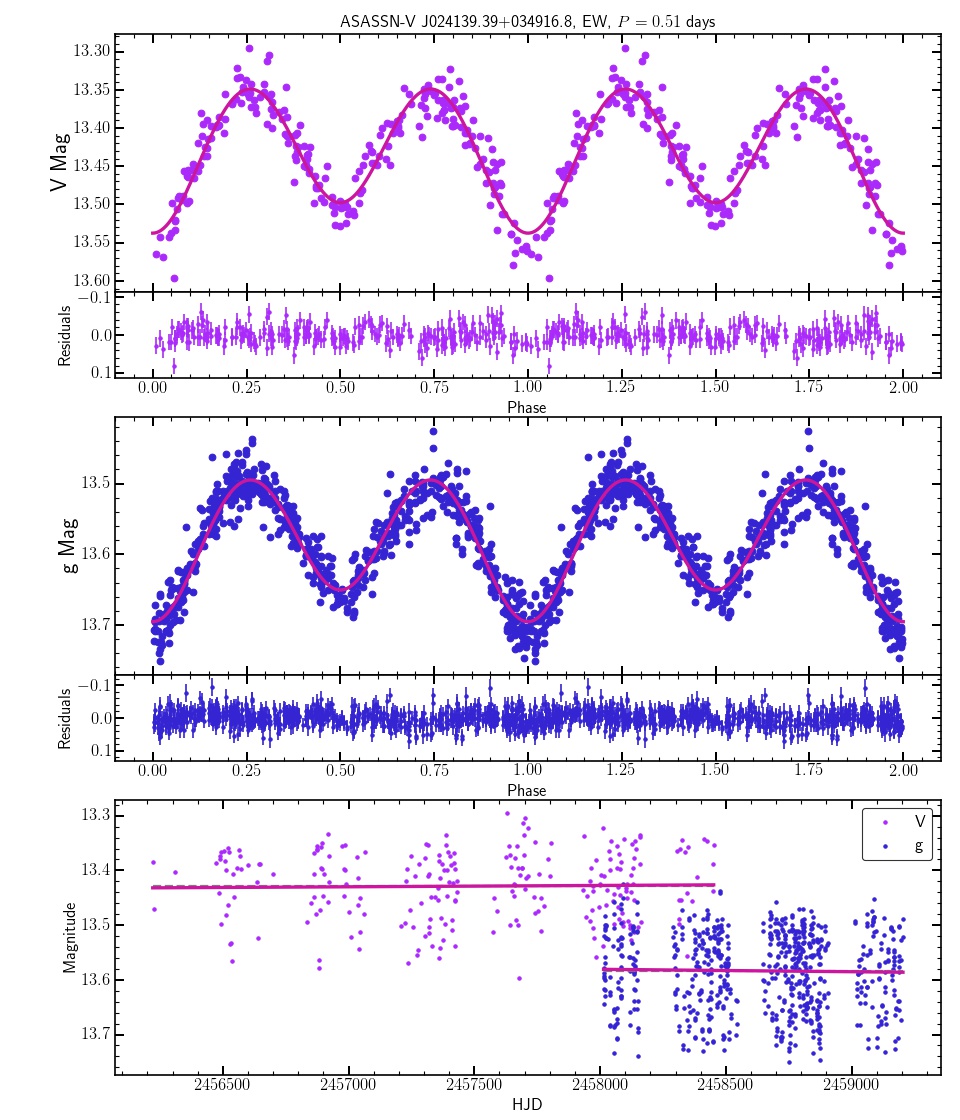 ASASSN-V J024139.39+034916.8, EW, P = 0.51 days
V Mag
13.30
13.35
13.40
13.45
13.50
13.55
13.60
Residuals
−0.1
0.0
0.1
0.00 0.25 0.50 0.75 1.00 1.25 1.50 1.75 2.00
Phase
g Mag
13.5
13.6
13.7
Residuals
−0.1
0.0
0.1
0.00 0.25 0.50 0.75 1.00 1.25 1.50 1.75 2.00
Phase
Magnitude
13.3
13.4
13.5
13.6
13.7
V
g
2456500 2457000 2457500 2458000 2458500 2459000
HJD